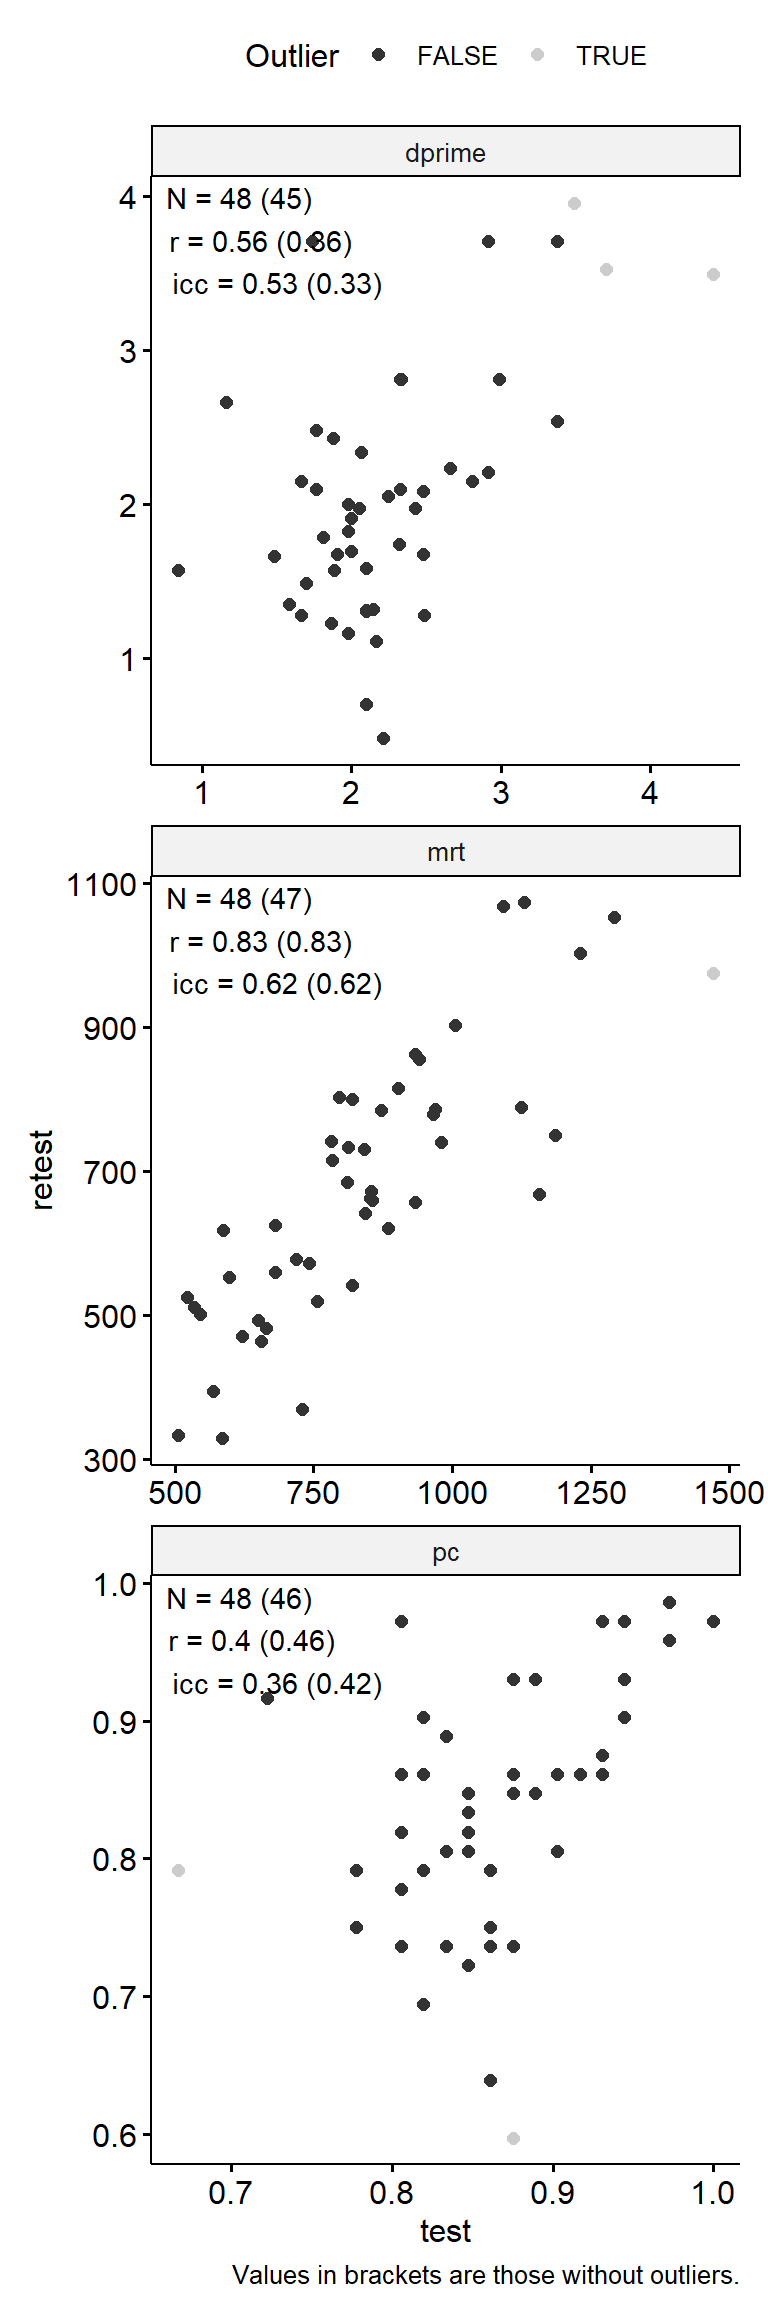 Outlier FALSE TRUE
dprime
N = 48 (45)
r = 0.56 (0.36)
icc = 0.53 (0.33)
4
3
2
1
1 2 3 4
mrt
N = 48 (47)
r = 0.83 (0.83)
icc = 0.62 (0.62)
1100
900
700
500
300
500 750 1000 1250 1500
retest
pc
N = 48 (46)
r = 0.4 (0.46)
icc = 0.36 (0.42)
1.0
0.9
0.8
0.7
0.6
0.7 0.8 0.9 1.0
test
Values in brackets are those without outliers.